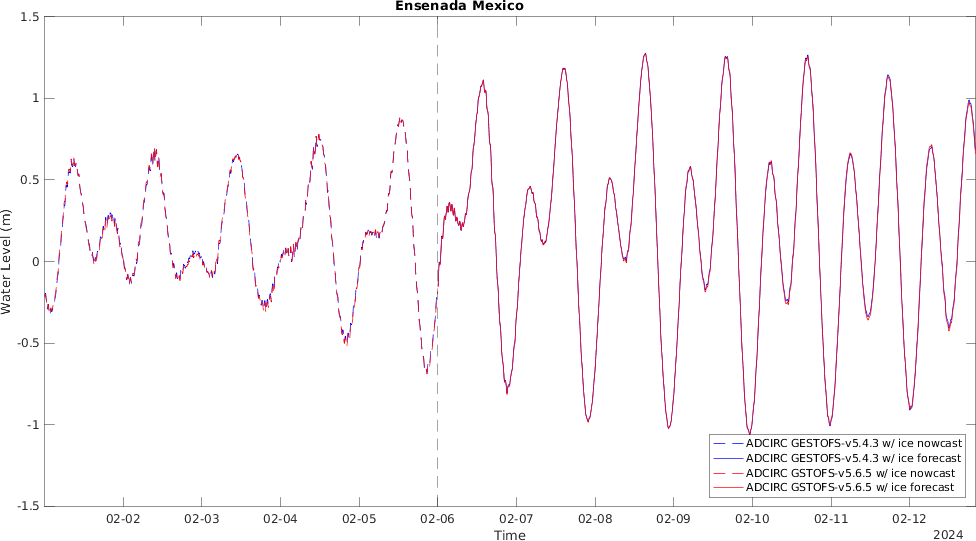 Ensenada Mexico
1.5
1
0.5
0
-0.5
-1
-1.5
Water Level (m)
ADCIRC GESTOFS-v5.4.3 w/ ice nowcast
ADCIRC GESTOFS-v5.4.3 w/ ice forecast
ADCIRC GSTOFS-v5.6.5 w/ ice nowcast
ADCIRC GSTOFS-v5.6.5 w/ ice forecast
02-02 02-03 02-04 02-05 02-06 02-07 02-08 02-09 02-10 02-11 02-12
Time
2024